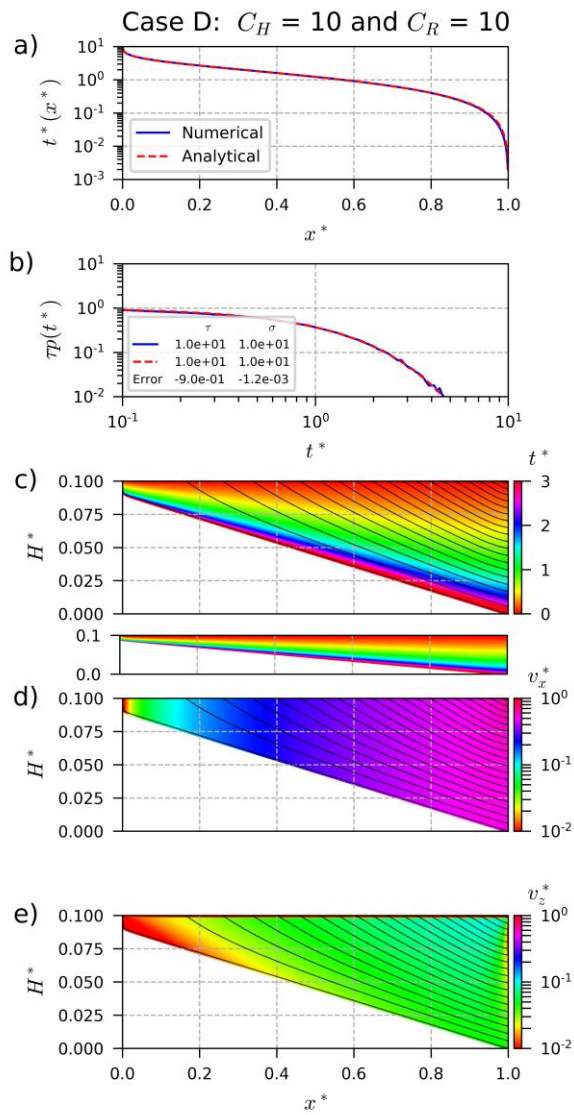 Case D: C_H = 10 and C_R = 10
a)
10^1
10^0
10^-1
10^-2
10^-3
t*(x*)
Numerical
Analytical
0.0 0.2 0.4 0.6 0.8 1.0
x*
b)
10^1
10^0
10^-1
10^-2
τp(t*)
τ σ
1.0e+01 1.0e+01
1.0e+01 1.0e+01
Error -9.0e-01 -1.2e-03
10^-1 10^0 10^1
t*
c)
t*
0.100
0.075
0.050
0.025
0.000
H*
3
2
1
0
0.1
0.0
d)
v_x*
0.100
0.075
0.050
0.025
0.000
H*
10^0
10^-1
10^-2
e)
v_z*
0.100
0.075
0.050
0.025
0.000
H*
10^0
10^-1
10^-2
0.0 0.2 0.4 0.6 0.8 1.0
x*